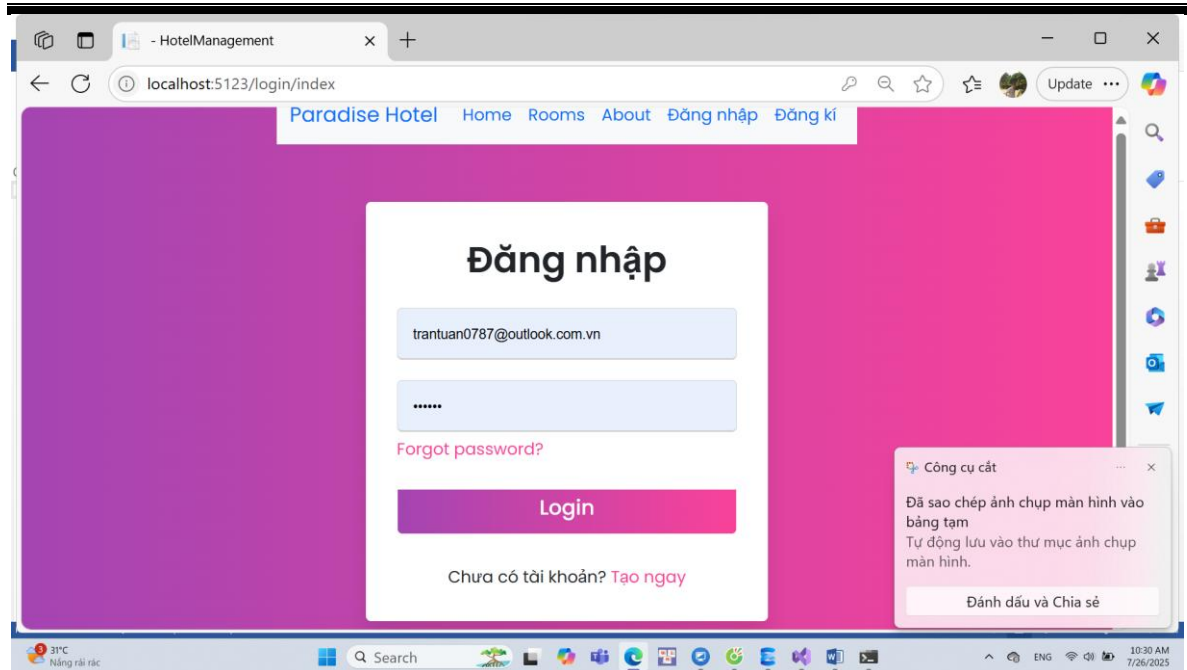 - HotelManagement
localhost:5123/login/index
Update
Paradise Hotel Home Rooms About Đăng nhập Đăng kí
Đăng nhập
trantuan0787@outlook.com.vn
••••••
Forgot password?
Login
Chưa có tài khoản? Tạo ngay
Công cụ cắt
Đã sao chép ảnh chụp màn hình vào
bảng tạm
Tự động lưu vào thư mục ảnh chụp
màn hình.
Đánh dấu và Chia sẻ
3
31°C
Nắng rải rác
Search
ENG
10:30 AM
7/26/2025